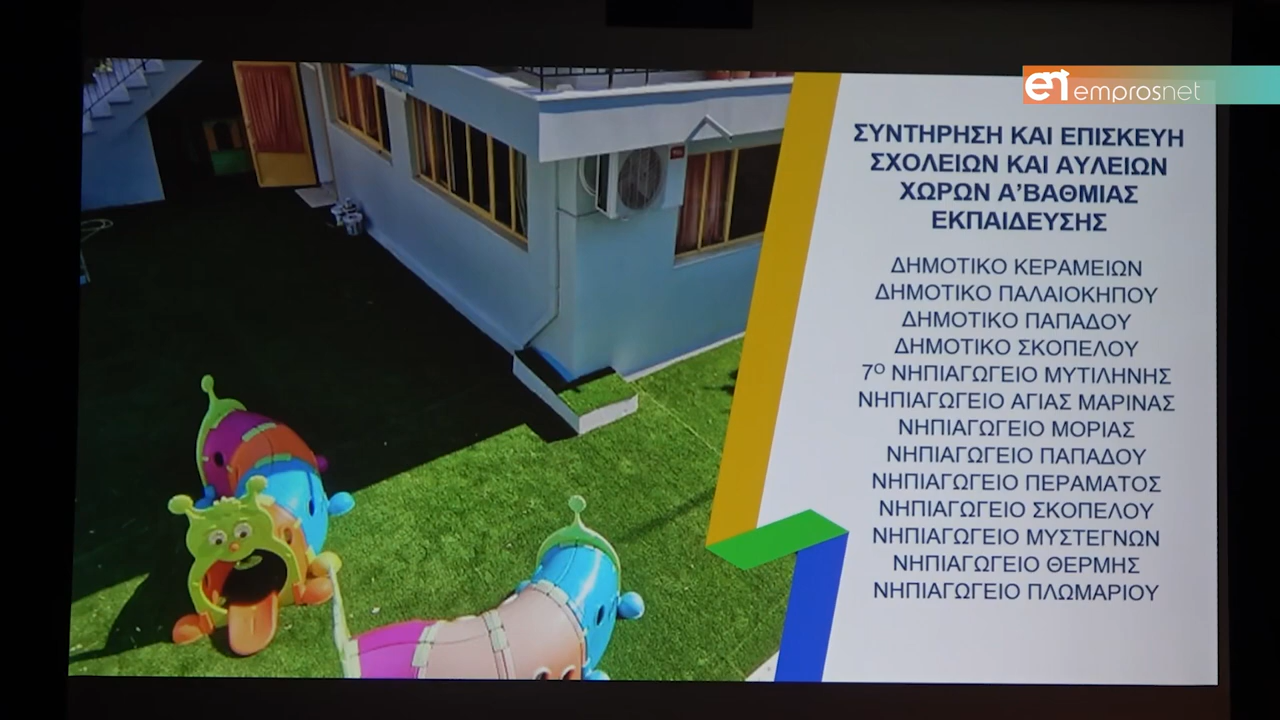 emprosnet
ΣΥΝΤΗΡΗΣΗ ΚΑΙ ΕΠΙΣΚΕΥΗ
ΣΧΟΛΕΙΩΝ ΚΑΙ ΑΥΛΕΙΩΝ
ΧΩΡΩΝ Α’ΒΑΘΜΙΑΣ
ΕΚΠΑΙΔΕΥΣΗΣ
ΔΗΜΟΤΙΚΟ ΚΕΡΑΜΕΙΩΝ
ΔΗΜΟΤΙΚΟ ΠΑΛΑΙΟΚΗΠΟΥ
ΔΗΜΟΤΙΚΟ ΠΑΠΑΔΟΥ
ΔΗΜΟΤΙΚΟ ΣΚΟΠΕΛΟΥ
7Ο ΝΗΠΙΑΓΩΓΕΙΟ ΜΥΤΙΛΗΝΗΣ
ΝΗΠΙΑΓΩΓΕΙΟ ΑΓΙΑΣ ΜΑΡΙΝΑΣ
ΝΗΠΙΑΓΩΓΕΙΟ ΜΟΡΙΑΣ
ΝΗΠΙΑΓΩΓΕΙΟ ΠΑΠΑΔΟΥ
ΝΗΠΙΑΓΩΓΕΙΟ ΠΕΡΑΜΑΤΟΣ
ΝΗΠΙΑΓΩΓΕΙΟ ΣΚΟΠΕΛΟΥ
ΝΗΠΙΑΓΩΓΕΙΟ ΜΥΣΤΕΓΝΩΝ
ΝΗΠΙΑΓΩΓΕΙΟ ΘΕΡΜΗΣ
ΝΗΠΙΑΓΩΓΕΙΟ ΠΛΩΜΑΡΙΟΥ